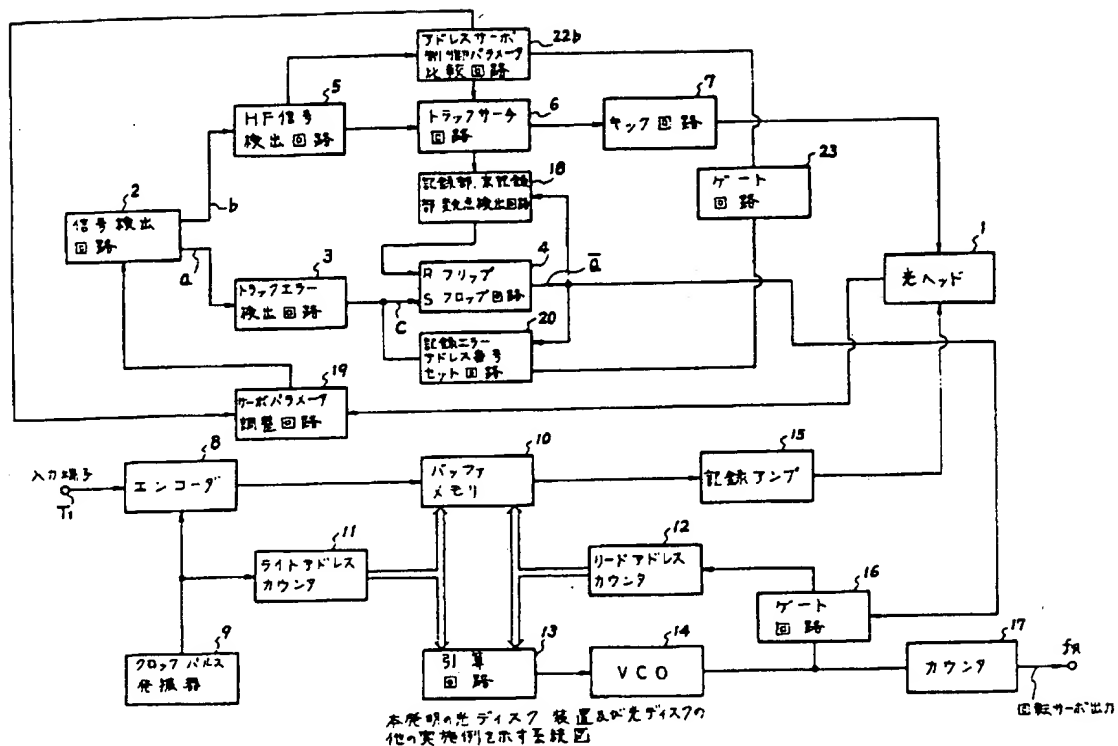 アドレスサーボ
制御パラメータ
比較回路
22b
5
HF信号
検出回路
6
トラックサーチ
回路
7
キック回路
18
記録部、未記録
部変化点検出回路
23
ゲート
回路
2
信号検出
回路
b
a
3
トラックエラー
検出回路
4
R フリップ
S フロップ回路
C
Q̅
1
光ヘッド
20
記録エラー
アドレス番号
セット回路
19
サーボパラメータ
調整回路
入力端子
T1
8
エンコーダ
10
バッファ
メモリ
15
記録アンプ
11
ライトアドレス
カウンタ
12
リードアドレス
カウンタ
16
ゲート
回路
9
クロックパルス
発振器
13
引算
回路
14
VCO
17
カウンタ
fR
回転サーボ出力
本発明の光ディスク装置及び光ディスクの
他の実施例を示す系統図